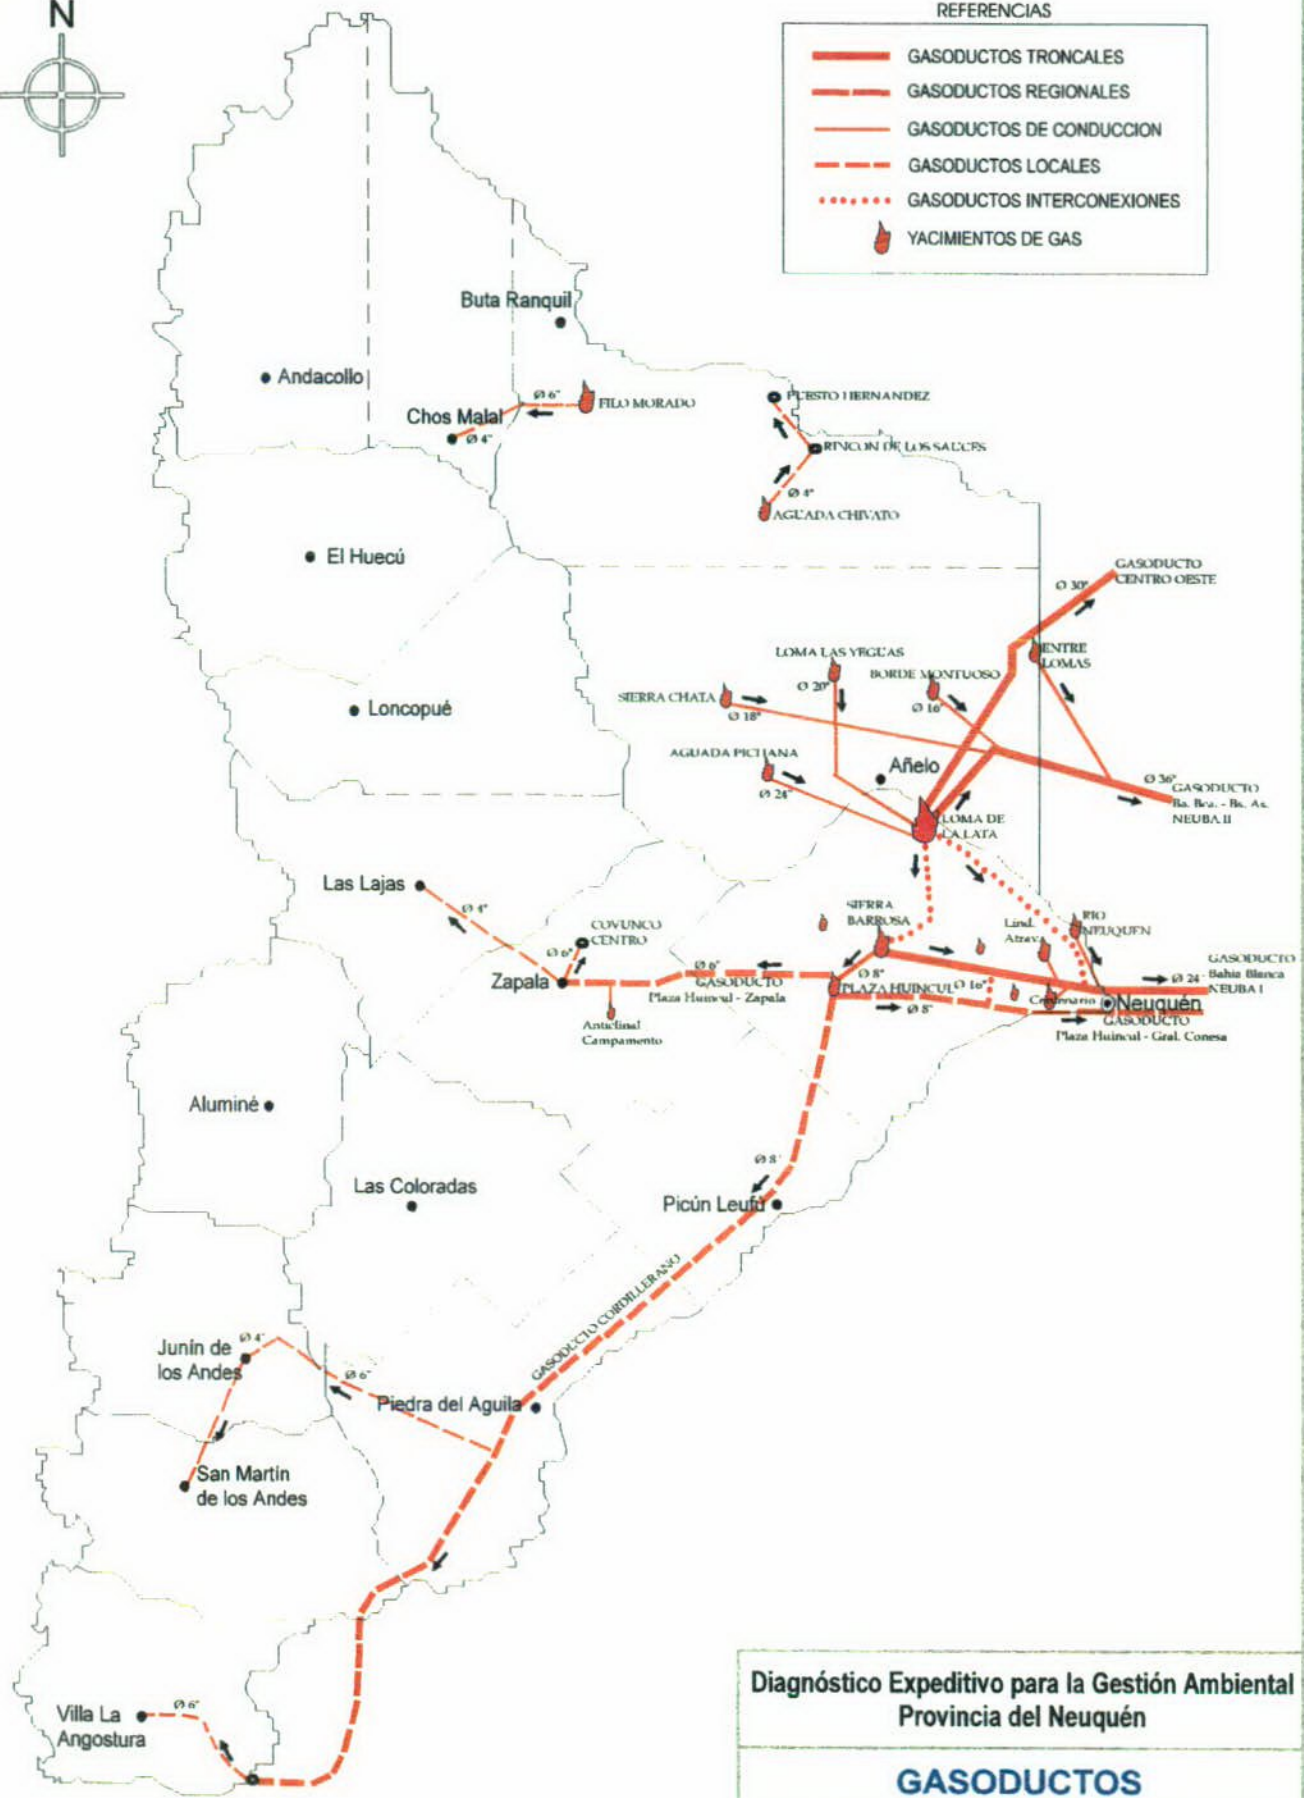 N
REFERENCIAS
GASODUCTOS TRONCALES
GASODUCTOS REGIONALES
GASODUCTOS DE CONDUCCION
GASODUCTOS LOCALES
GASODUCTOS INTERCONEXIONES
YACIMIENTOS DE GAS
Buta Ranquil
Andacollo
Chos Malal
Ø 6"
Ø 4"
FILO MORADO
PUESTO HERNANDEZ
RINCON DE LOS SAUCES
Ø 4"
AGUADA CHIVATO
El Huecú
GASODUCTO
CENTRO OESTE
Ø 30"
LOMA LAS YEGUAS
Ø 20"
BORDE MONTUOSO
Ø 16"
ENTRE
LOMAS
SIERRA CHATA
Ø 18"
Loncopué
AGUADA PICHANA
Ø 24"
Añelo
Ø 36"
GASODUCTO
Ba. Bca. - Bs. As.
NEUBA II
LOMA DE
LA LATA
Las Lajas
Ø 4"
COVUNCO
CENTRO
Ø 6"
SIERRA
BARROSA
Lind.
Atrav.
RIO
NEUQUEN
Zapala
Ø 6"
GASODUCTO
Plaza Huincul - Zapala
Ø 8"
PLAZA HUINCUL
Ø 16"
Ø 8"
Centenario
Neuquén
GASODUCTO
Bahia Blanca
NEUBA I
Ø 24
GASODUCTO
Plaza Huincul - Gral. Conesa
Anticlinal
Campamento
Aluminé
Las Coloradas
Ø 8"
Picún Leufú
GASODUCTO CORDILLERANO
Junín de
los Andes
Ø 4"
Ø 6"
Piedra del Aguila
San Martín
de los Andes
Villa La
Angostura
Ø 6"
Diagnóstico Expeditivo para la Gestión Ambiental
Provincia del Neuquén
GASODUCTOS